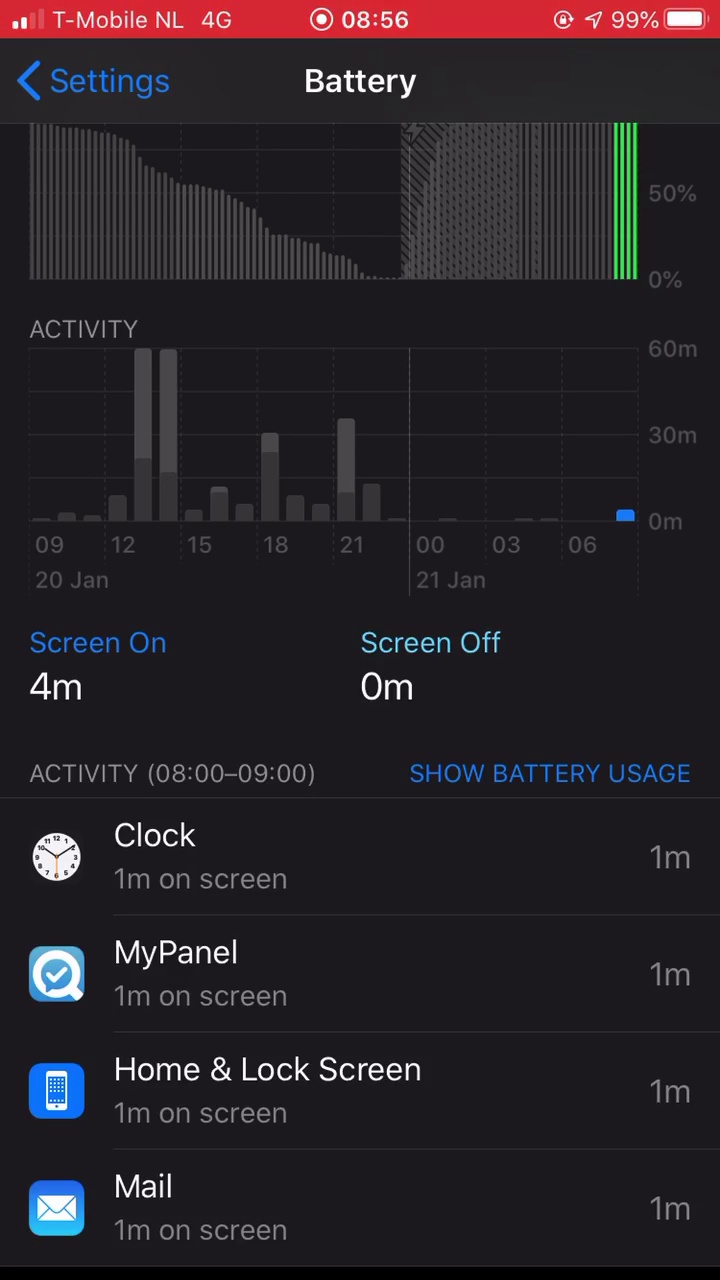 T-Mobile NL 4G 08:56 99%
Settings Battery
50%
0%
ACTIVITY
60m
30m
0m
09 12 15 18 21 00 03 06
20 Jan 21 Jan
Screen On Screen Off
4m 0m
ACTIVITY (08:00–09:00) SHOW BATTERY USAGE
Clock
1m on screen
1m
MyPanel
1m on screen
1m
Home & Lock Screen
1m on screen
1m
Mail
1m on screen
1m